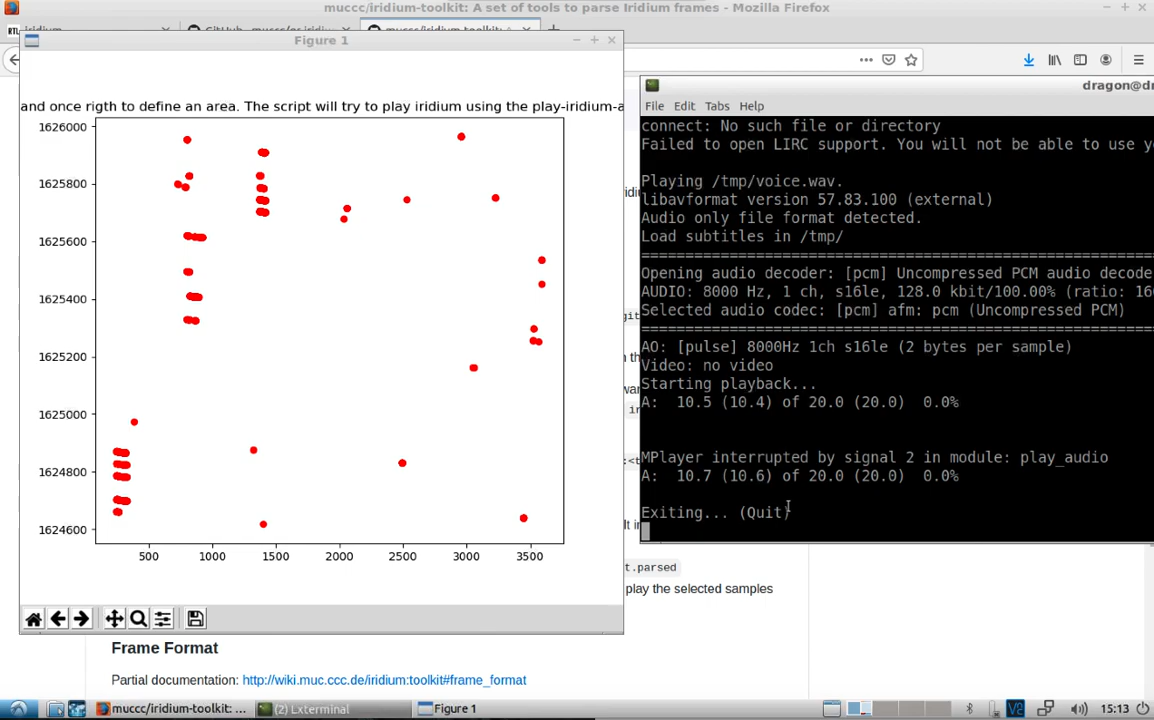 muccc/iridium-toolkit: A set of tools to parse Iridium frames - Mozilla Firefox
Figure 1
and once rigth to define an area. The script will try to play iridium using the play-iridium-a
1626000
1625800
1625600
1625400
1625200
1625000
1624800
1624600
500 1000 1500 2000 2500 3000 3500
dragon@dr
File Edit Tabs Help
connect: No such file or directory
Failed to open LIRC support. You will not be able to use y
Playing /tmp/voice.wav.
libavformat version 57.83.100 (external)
Audio only file format detected.
Load subtitles in /tmp/
==========================================================
Opening audio decoder: [pcm] Uncompressed PCM audio decode
AUDIO: 8000 Hz, 1 ch, s16le, 128.0 kbit/100.00% (ratio: 16
Selected audio codec: [pcm] afm: pcm (Uncompressed PCM)
==========================================================
AO: [pulse] 8000Hz 1ch s16le (2 bytes per sample)
Video: no video
Starting playback...
A: 10.5 (10.4) of 20.0 (20.0) 0.0%
MPlayer interrupted by signal 2 in module: play_audio
A: 10.7 (10.6) of 20.0 (20.0) 0.0%
Exiting... (Quit)
t.parsed
play the selected samples
Frame Format
Partial documentation: http://wiki.muc.ccc.de/iridium:toolkit#frame_format
muccc/iridium-toolkit: ... (2) Lxterminal Figure 1 V2 15:13